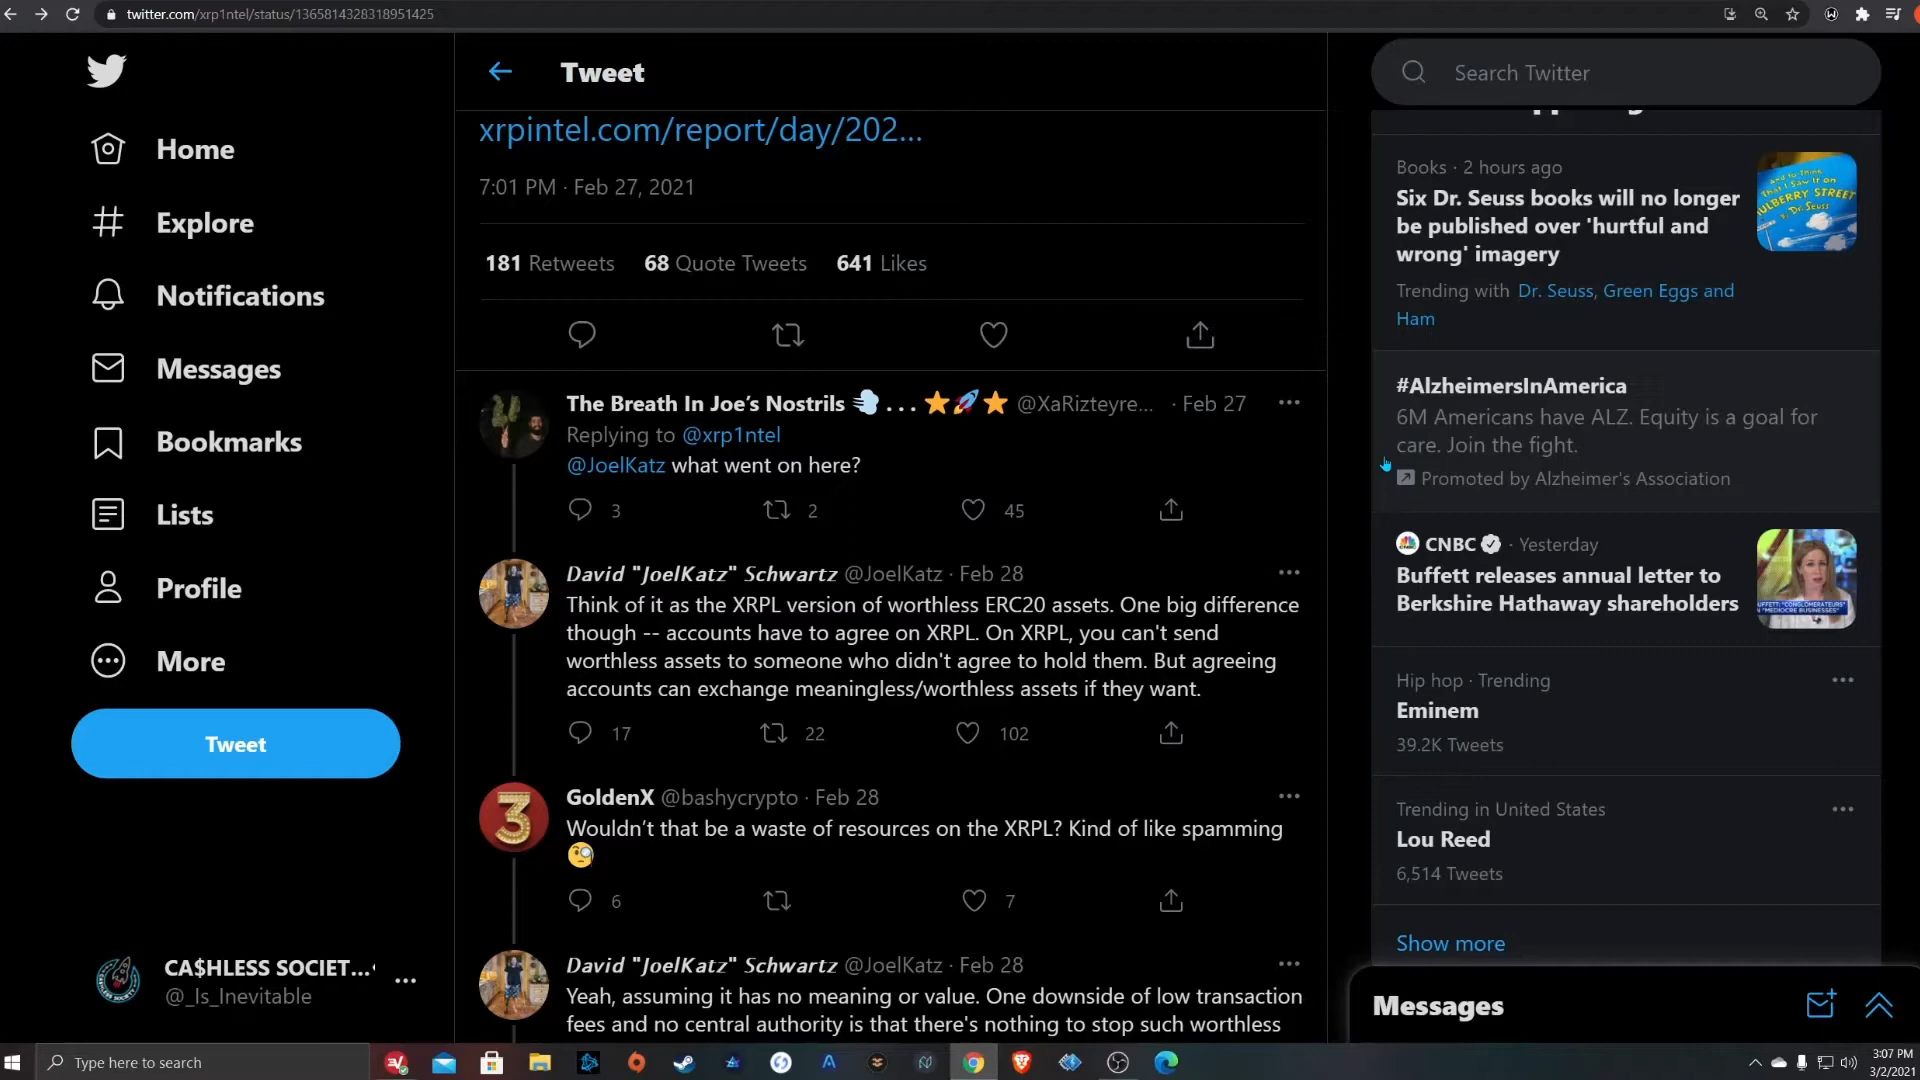 twitter.com/xrp1ntel/status/1365814328318951425
Home
Explore
Notifications
Messages
Bookmarks
Lists
Profile
More
Tweet
CA$HLESS SOCIET...
@_Is_Inevitable
Tweet
xrpintel.com/report/day/202...
7:01 PM · Feb 27, 2021
181 Retweets 68 Quote Tweets 641 Likes
The Breath In Joe's Nostrils 💨... ⭐🚀⭐ @XaRizteyre... · Feb 27
Replying to @xrp1ntel
@JoelKatz what went on here?
3 2 45
David "JoelKatz" Schwartz @JoelKatz · Feb 28
Think of it as the XRPL version of worthless ERC20 assets. One big difference
though -- accounts have to agree on XRPL. On XRPL, you can't send
worthless assets to someone who didn't agree to hold them. But agreeing
accounts can exchange meaningless/worthless assets if they want.
17 22 102
GoldenX @bashycrypto · Feb 28
Wouldn't that be a waste of resources on the XRPL? Kind of like spamming
🧐
6 7
David "JoelKatz" Schwartz @JoelKatz · Feb 28
Yeah, assuming it has no meaning or value. One downside of low transaction
fees and no central authority is that there's nothing to stop such worthless
Search Twitter
Books · 2 hours ago
Six Dr. Seuss books will no longer
be published over 'hurtful and
wrong' imagery
Trending with Dr. Seuss, Green Eggs and
Ham
#AlzheimersInAmerica
6M Americans have ALZ. Equity is a goal for
care. Join the fight.
Promoted by Alzheimer's Association
CNBC · Yesterday
Buffett releases annual letter to
Berkshire Hathaway shareholders
Hip hop · Trending
Eminem
39.2K Tweets
Trending in United States
Lou Reed
6,514 Tweets
Show more
Messages
Type here to search
3:07 PM
3/2/2021